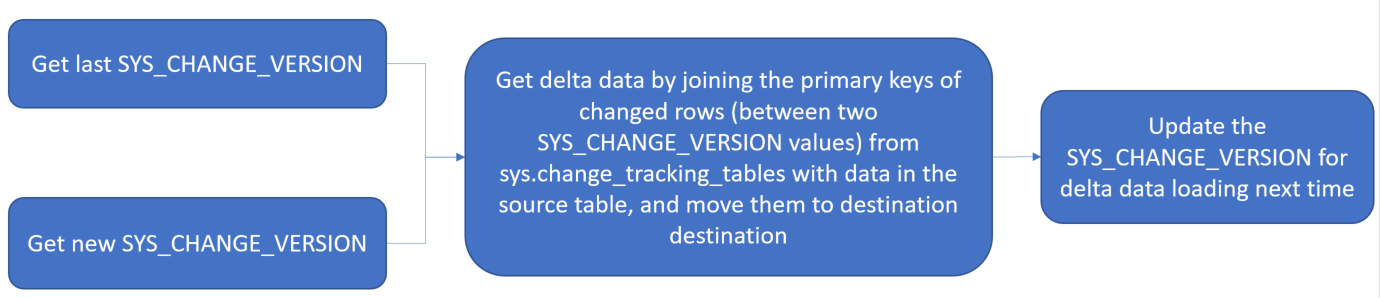 Get last SYS_CHANGE_VERSION
Get new SYS_CHANGE_VERSION
Get delta data by joining the primary keys of
changed rows (between two
SYS_CHANGE_VERSION values) from
sys.change_tracking_tables with data in the
source table, and move them to destination
destination
Update the
SYS_CHANGE_VERSION for
delta data loading next time